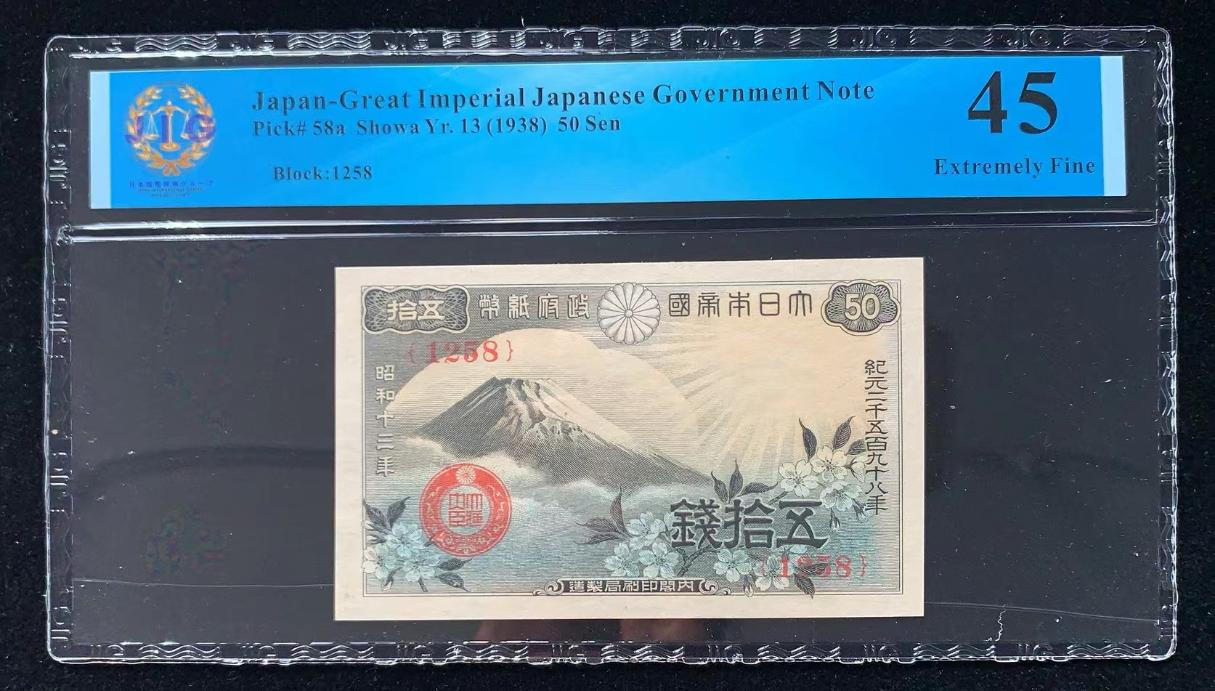 Japan-Great Imperial Japanese Government Note
Pick# 58a Showa Yr. 13 (1938) 50 Sen
Block:1258
45
Extremely Fine
JIG
50
大日本帝國
政府紙幣
五拾
{1258}
紀元二千五百九十八年
昭和十三年
五拾錢
{1258}
內閣印刷局製造